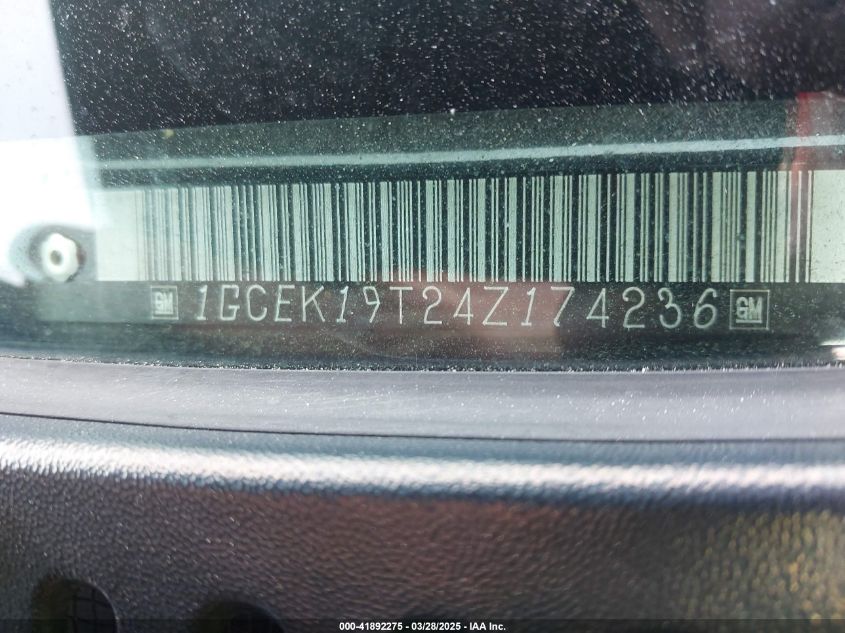 GM 1GCEK19T24Z174236 GM
000-41892275 | 03/28/2025 - IAA Inc.